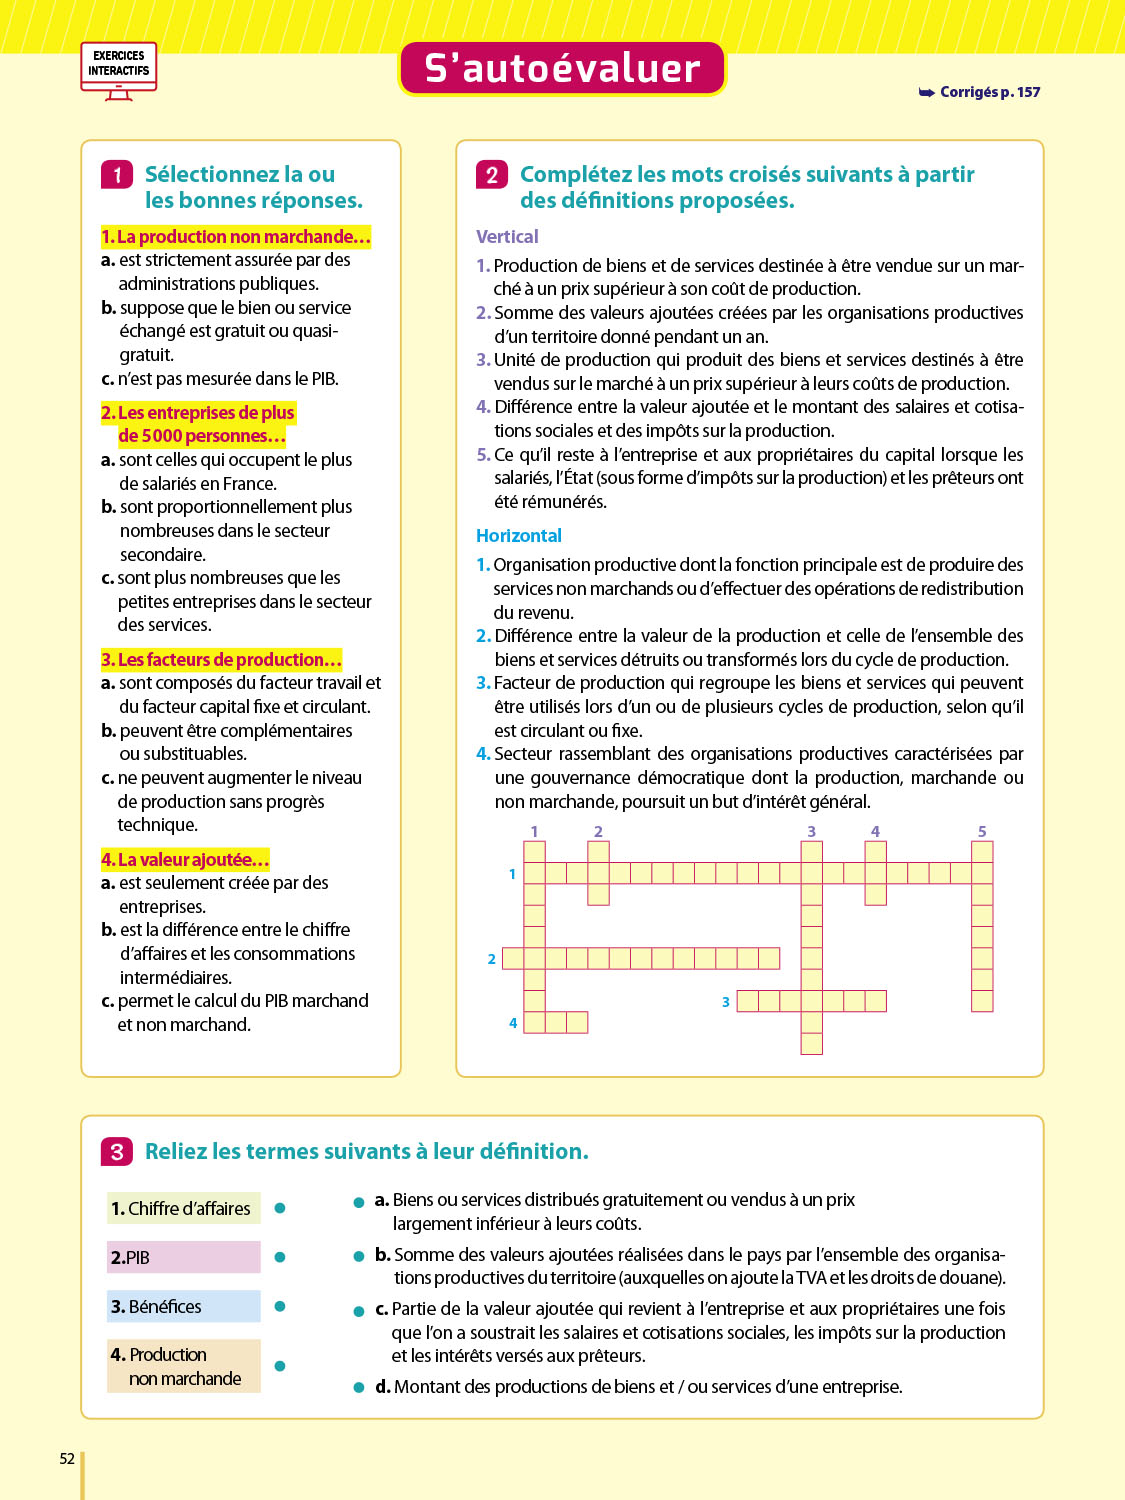 EXERCICES
INTERACTIFS
S'autoévaluer
➥ Corrigés p. 157
1 Sélectionnez la ou
les bonnes réponses.
1. La production non marchande…
a. est strictement assurée par des
administrations publiques.
b. suppose que le bien ou service
échangé est gratuit ou quasi-
gratuit.
c. n'est pas mesurée dans le PIB.
2. Les entreprises de plus
de 5 000 personnes…
a. sont celles qui occupent le plus
de salariés en France.
b. sont proportionnellement plus
nombreuses dans le secteur
secondaire.
c. sont plus nombreuses que les
petites entreprises dans le secteur
des services.
3. Les facteurs de production…
a. sont composés du facteur travail et
du facteur capital fixe et circulant.
b. peuvent être complémentaires
ou substituables.
c. ne peuvent augmenter le niveau
de production sans progrès
technique.
4. La valeur ajoutée…
a. est seulement créée par des
entreprises.
b. est la différence entre le chiffre
d'affaires et les consommations
intermédiaires.
c. permet le calcul du PIB marchand
et non marchand.
2 Complétez les mots croisés suivants à partir
des définitions proposées.
Vertical
1. Production de biens et de services destinée à être vendue sur un mar-
ché à un prix supérieur à son coût de production.
2. Somme des valeurs ajoutées créées par les organisations productives
d'un territoire donné pendant un an.
3. Unité de production qui produit des biens et services destinés à être
vendus sur le marché à un prix supérieur à leurs coûts de production.
4. Différence entre la valeur ajoutée et le montant des salaires et cotisa-
tions sociales et des impôts sur la production.
5. Ce qu'il reste à l'entreprise et aux propriétaires du capital lorsque les
salariés, l'État (sous forme d'impôts sur la production) et les prêteurs ont
été rémunérés.
Horizontal
1. Organisation productive dont la fonction principale est de produire des
services non marchands ou d'effectuer des opérations de redistribution
du revenu.
2. Différence entre la valeur de la production et celle de l'ensemble des
biens et services détruits ou transformés lors du cycle de production.
3. Facteur de production qui regroupe les biens et services qui peuvent
être utilisés lors d'un ou de plusieurs cycles de production, selon qu'il
est circulant ou fixe.
4. Secteur rassemblant des organisations productives caractérisées par
une gouvernance démocratique dont la production, marchande ou
non marchande, poursuit un but d'intérêt général.
1 2 3 4 5
1
2
3
4
3 Reliez les termes suivants à leur définition.
1. Chiffre d'affaires
2.PIB
3. Bénéfices
4. Production
non marchande
a. Biens ou services distribués gratuitement ou vendus à un prix
largement inférieur à leurs coûts.
b. Somme des valeurs ajoutées réalisées dans le pays par l'ensemble des organisa-
tions productives du territoire (auxquelles on ajoute la TVA et les droits de douane).
c. Partie de la valeur ajoutée qui revient à l'entreprise et aux propriétaires une fois
que l'on a soustrait les salaires et cotisations sociales, les impôts sur la production
et les intérêts versés aux prêteurs.
d. Montant des productions de biens et / ou services d'une entreprise.
52